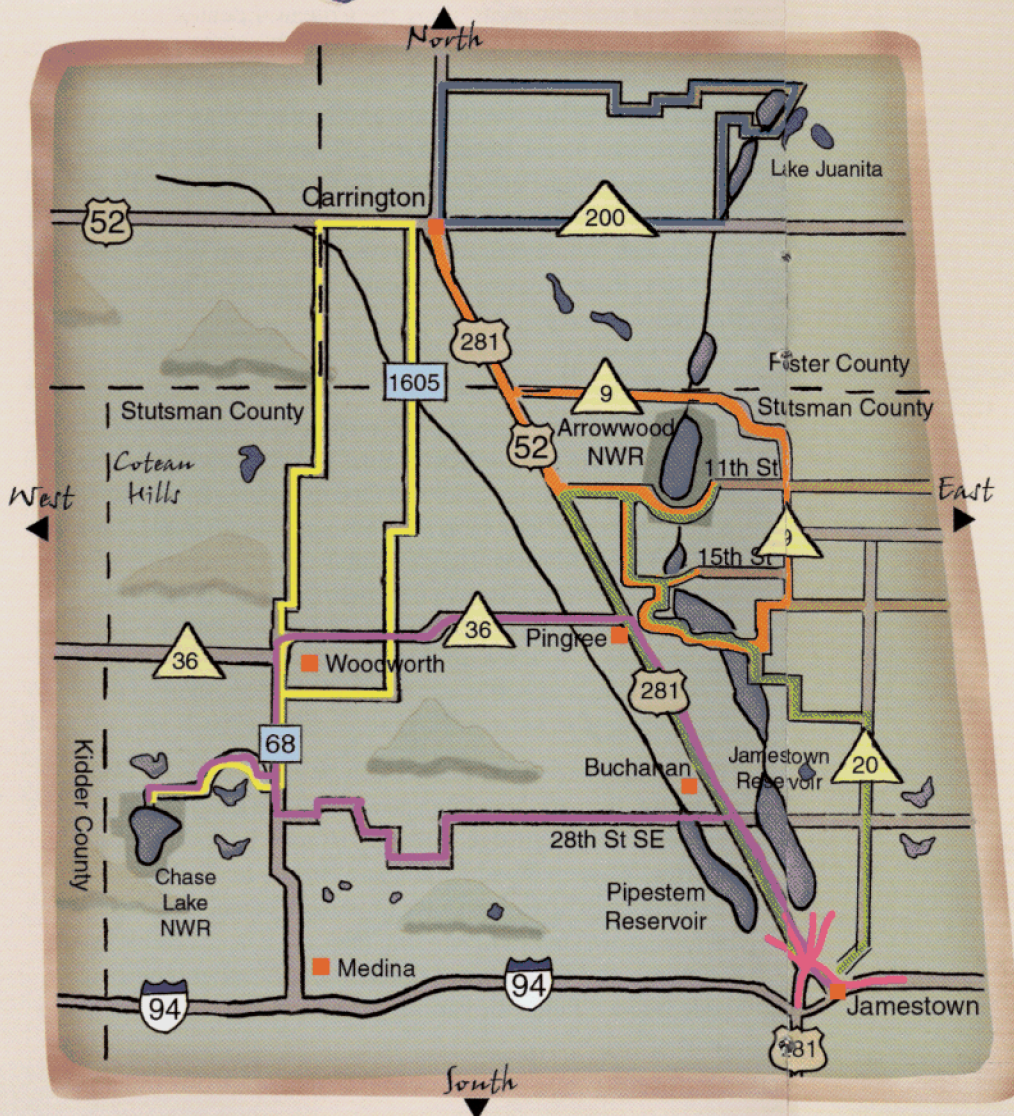 North
Lake Juanita
Carrington
52
200
281
Foster County
1605
9
Stutsman County
Stutsman County
52
Arrowwood
NWR
Coteau
Hills
11th St
West
East
9
15th St
36
Pingree
36
Woodworth
281
68
Jamestown
Reservoir
Buchanan
20
Kidder County
28th St SE
Chase
Lake
NWR
Pipestem
Reservoir
Medina
94
94
Jamestown
281
South